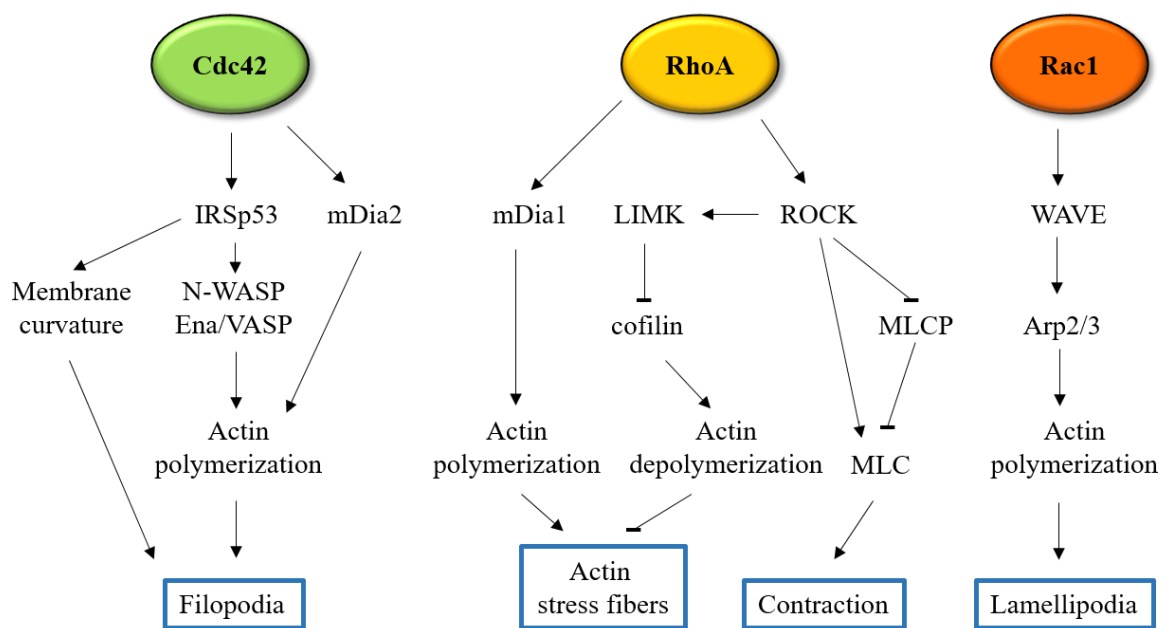 Cdc42
RhoA
Rac1
IRSp53
mDia2
mDia1
LIMK
ROCK
WAVE
Membrane
curvature
N-WASP
Ena/VASP
cofilin
MLCP
Arp2/3
Actin
polymerization
Actin
polymerization
Actin
depolymerization
MLC
Actin
polymerization
Filopodia
Actin
stress fibers
Contraction
Lamellipodia